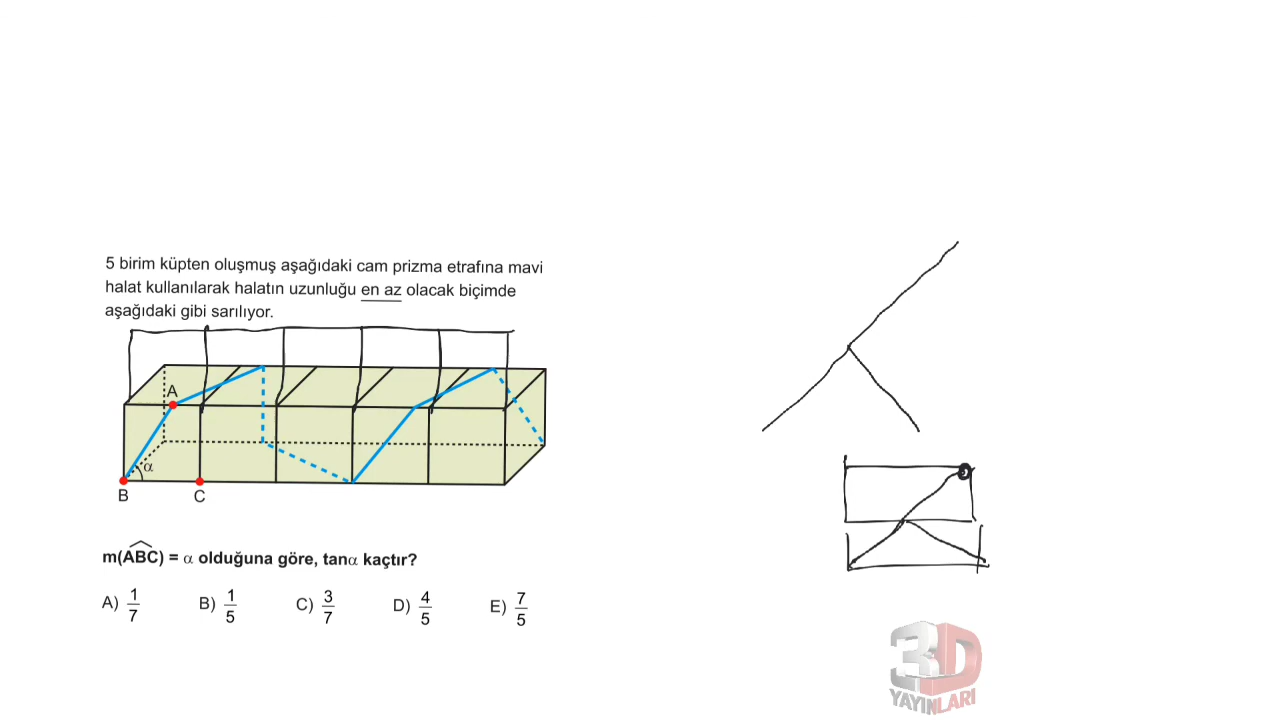 5 birim küpten oluşmuş aşağıdaki cam prizma etrafına mavi
halat kullanılarak halatın uzunluğu en az olacak biçimde
aşağıdaki gibi sarılıyor.
A
α
B
C
m(ABC) = α olduğuna göre, tanα kaçtır?
A) 1/7 B) 1/5 C) 3/7 D) 4/5 E) 7/5
3D
YAYINLARI